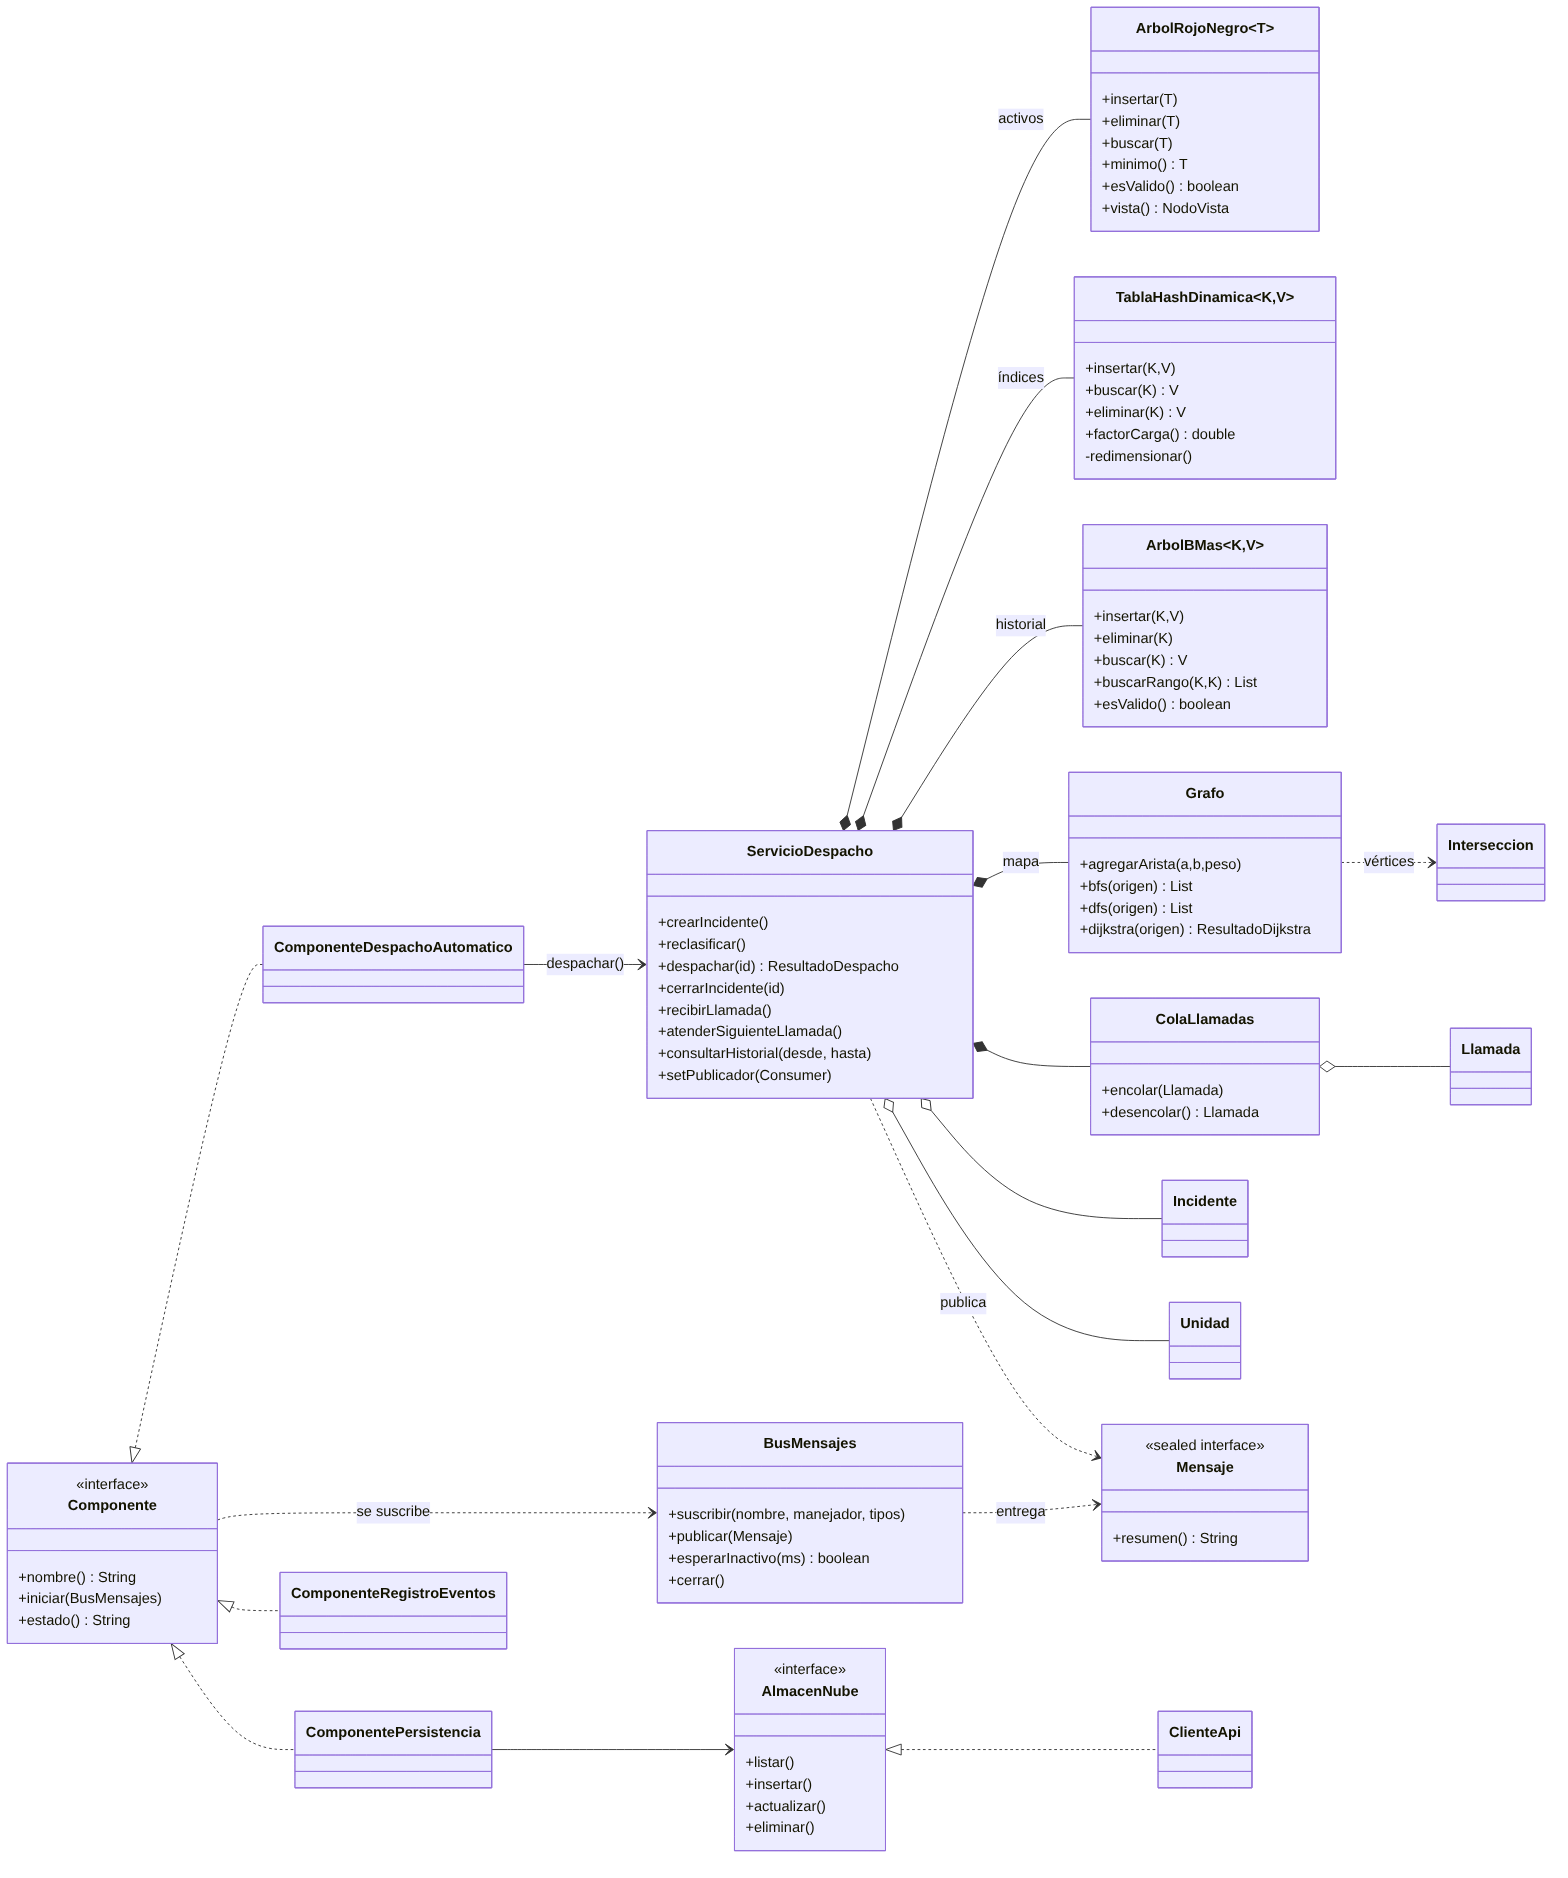 ArbolRojoNegro<T>
+insertar(T)
+eliminar(T)
+buscar(T)
+minimo() : T
+esValido() : boolean
+vista() : NodoVista
activos
TablaHashDinamica<K,V>
+insertar(K,V)
+buscar(K) : V
+eliminar(K) : V
+factorCarga() : double
-redimensionar()
índices
ArbolBMas<K,V>
+insertar(K,V)
+eliminar(K)
+buscar(K) : V
+buscarRango(K,K) : List
+esValido() : boolean
historial
Grafo
+agregarArista(a,b,peso)
+bfs(origen) : List
+dfs(origen) : List
+dijkstra(origen) : ResultadoDijkstra
mapa
vértices
Interseccion
ServicioDespacho
+crearIncidente()
+reclasificar()
+despachar(id) : ResultadoDespacho
+cerrarIncidente(id)
+recibirLlamada()
+atenderSiguienteLlamada()
+consultarHistorial(desde, hasta)
+setPublicador(Consumer)
ComponenteDespachoAutomatico
despachar()
ColaLlamadas
+encolar(Llamada)
+desencolar() : Llamada
Llamada
Incidente
Unidad
publica
«sealed interface»
Mensaje
+resumen() : String
BusMensajes
+suscribir(nombre, manejador, tipos)
+publicar(Mensaje)
+esperarInactivo(ms) : boolean
+cerrar()
entrega
«interface»
Componente
+nombre() : String
+iniciar(BusMensajes)
+estado() : String
se suscribe
ComponenteRegistroEventos
ComponentePersistencia
«interface»
AlmacenNube
+listar()
+insertar()
+actualizar()
+eliminar()
ClienteApi